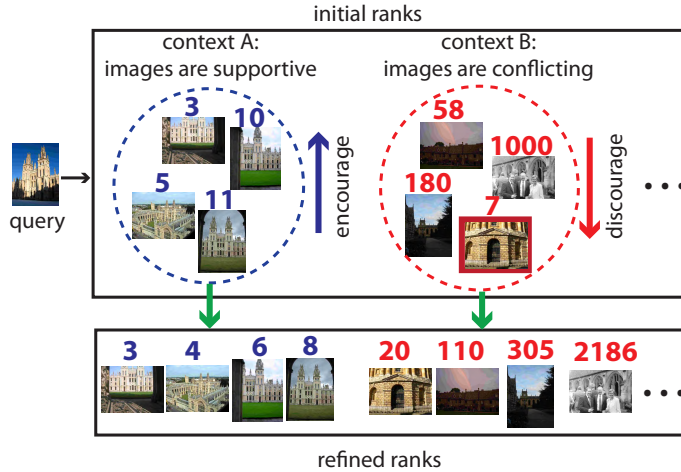 initial ranks
context A:
images are supportive
context B:
images are conflicting
3
10
5
11
encourage
58
1000
180
7
discourage
...
query
3
4
6
8
20
110
305
2186
...
refined ranks